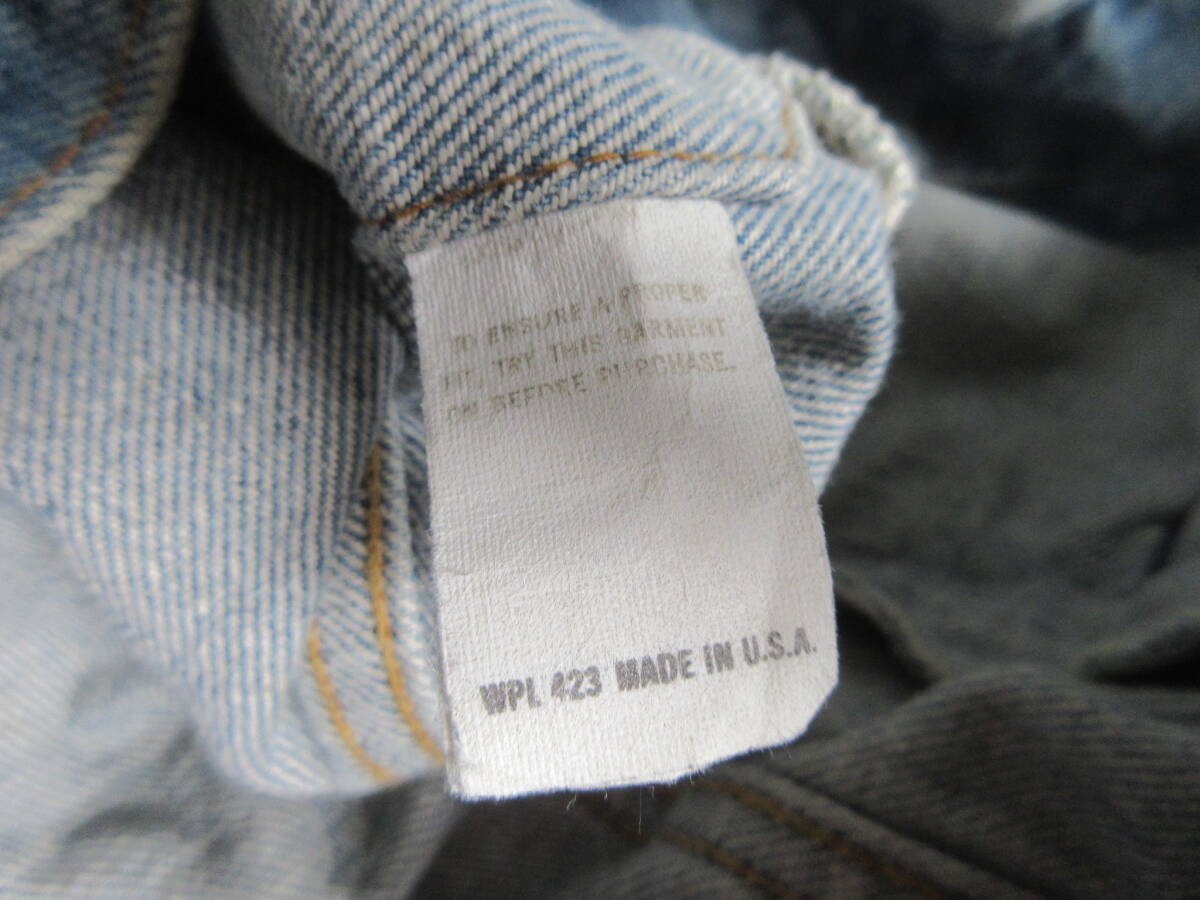 TO ENSURE A PROPER
FIT, TRY THIS GARMENT
ON BEFORE PURCHASE.
WPL 423 MADE IN U.S.A.